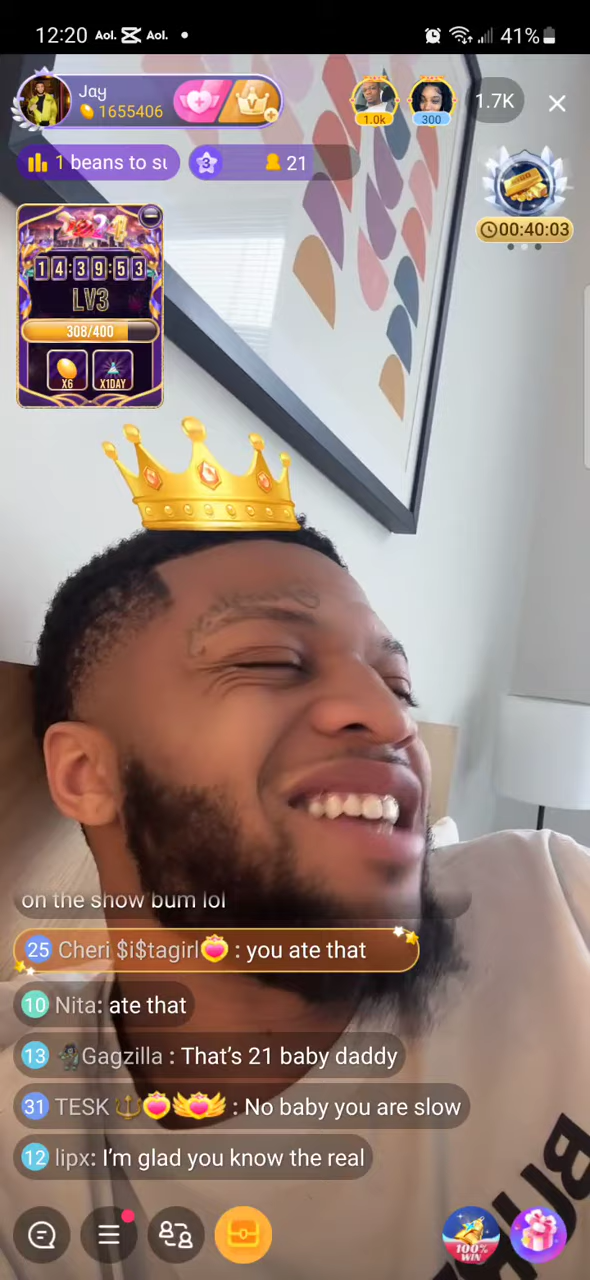 12:20 Aol. Aol. 41%
Jay
1655406
1.0k
300
1.7K
1 beans to su
3
21
00:40:03
14:39:53
LV3
308/400
X6
X1DAY
on the show bum lol
25 Cheri $i$tagirl : you ate that
10 Nita: ate that
13 Gagzilla : That's 21 baby daddy
31 TESK : No baby you are slow
12 lipx: I'm glad you know the real
100%
WIN